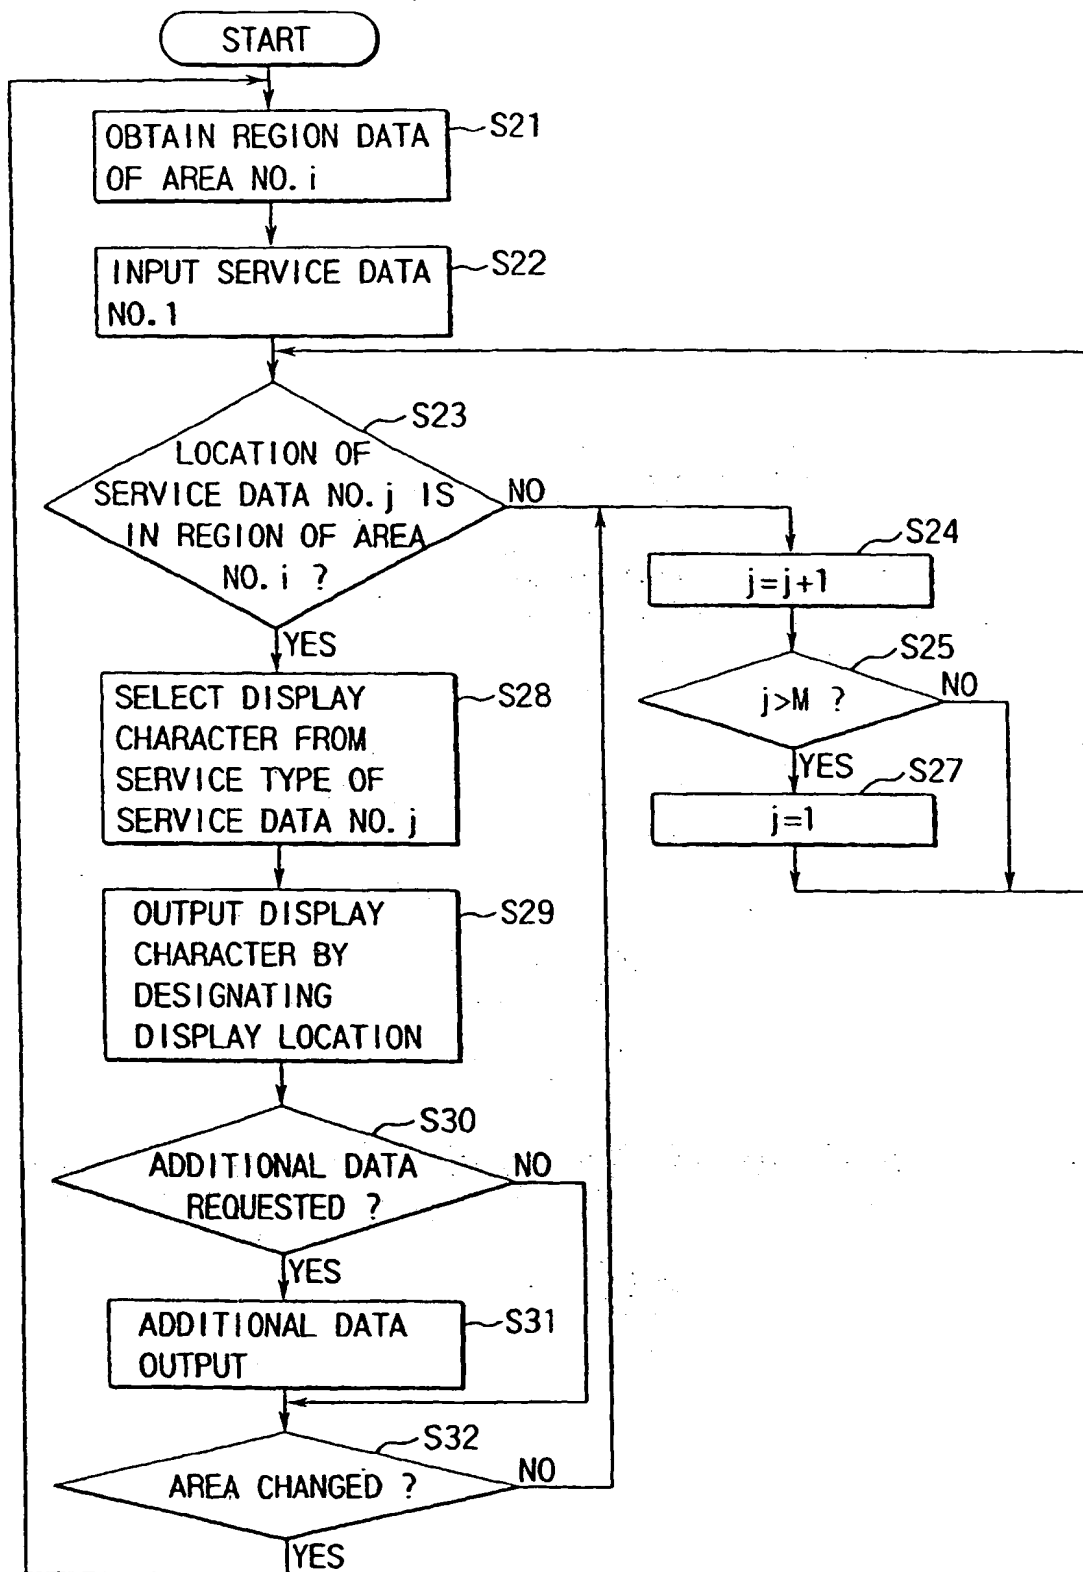 START
S21
OBTAIN REGION DATA
OF AREA NO. i
S22
INPUT SERVICE DATA
NO. 1
S23
LOCATION OF
SERVICE DATA NO. j IS
IN REGION OF AREA
NO. i ?
NO
YES
S24
j=j+1
S25
j>M ?
NO
YES
S27
j=1
S28
SELECT DISPLAY
CHARACTER FROM
SERVICE TYPE OF
SERVICE DATA NO. j
S29
OUTPUT DISPLAY
CHARACTER BY
DESIGNATING
DISPLAY LOCATION
S30
ADDITIONAL DATA
REQUESTED ?
NO
YES
S31
ADDITIONAL DATA
OUTPUT
S32
AREA CHANGED ?
NO
YES